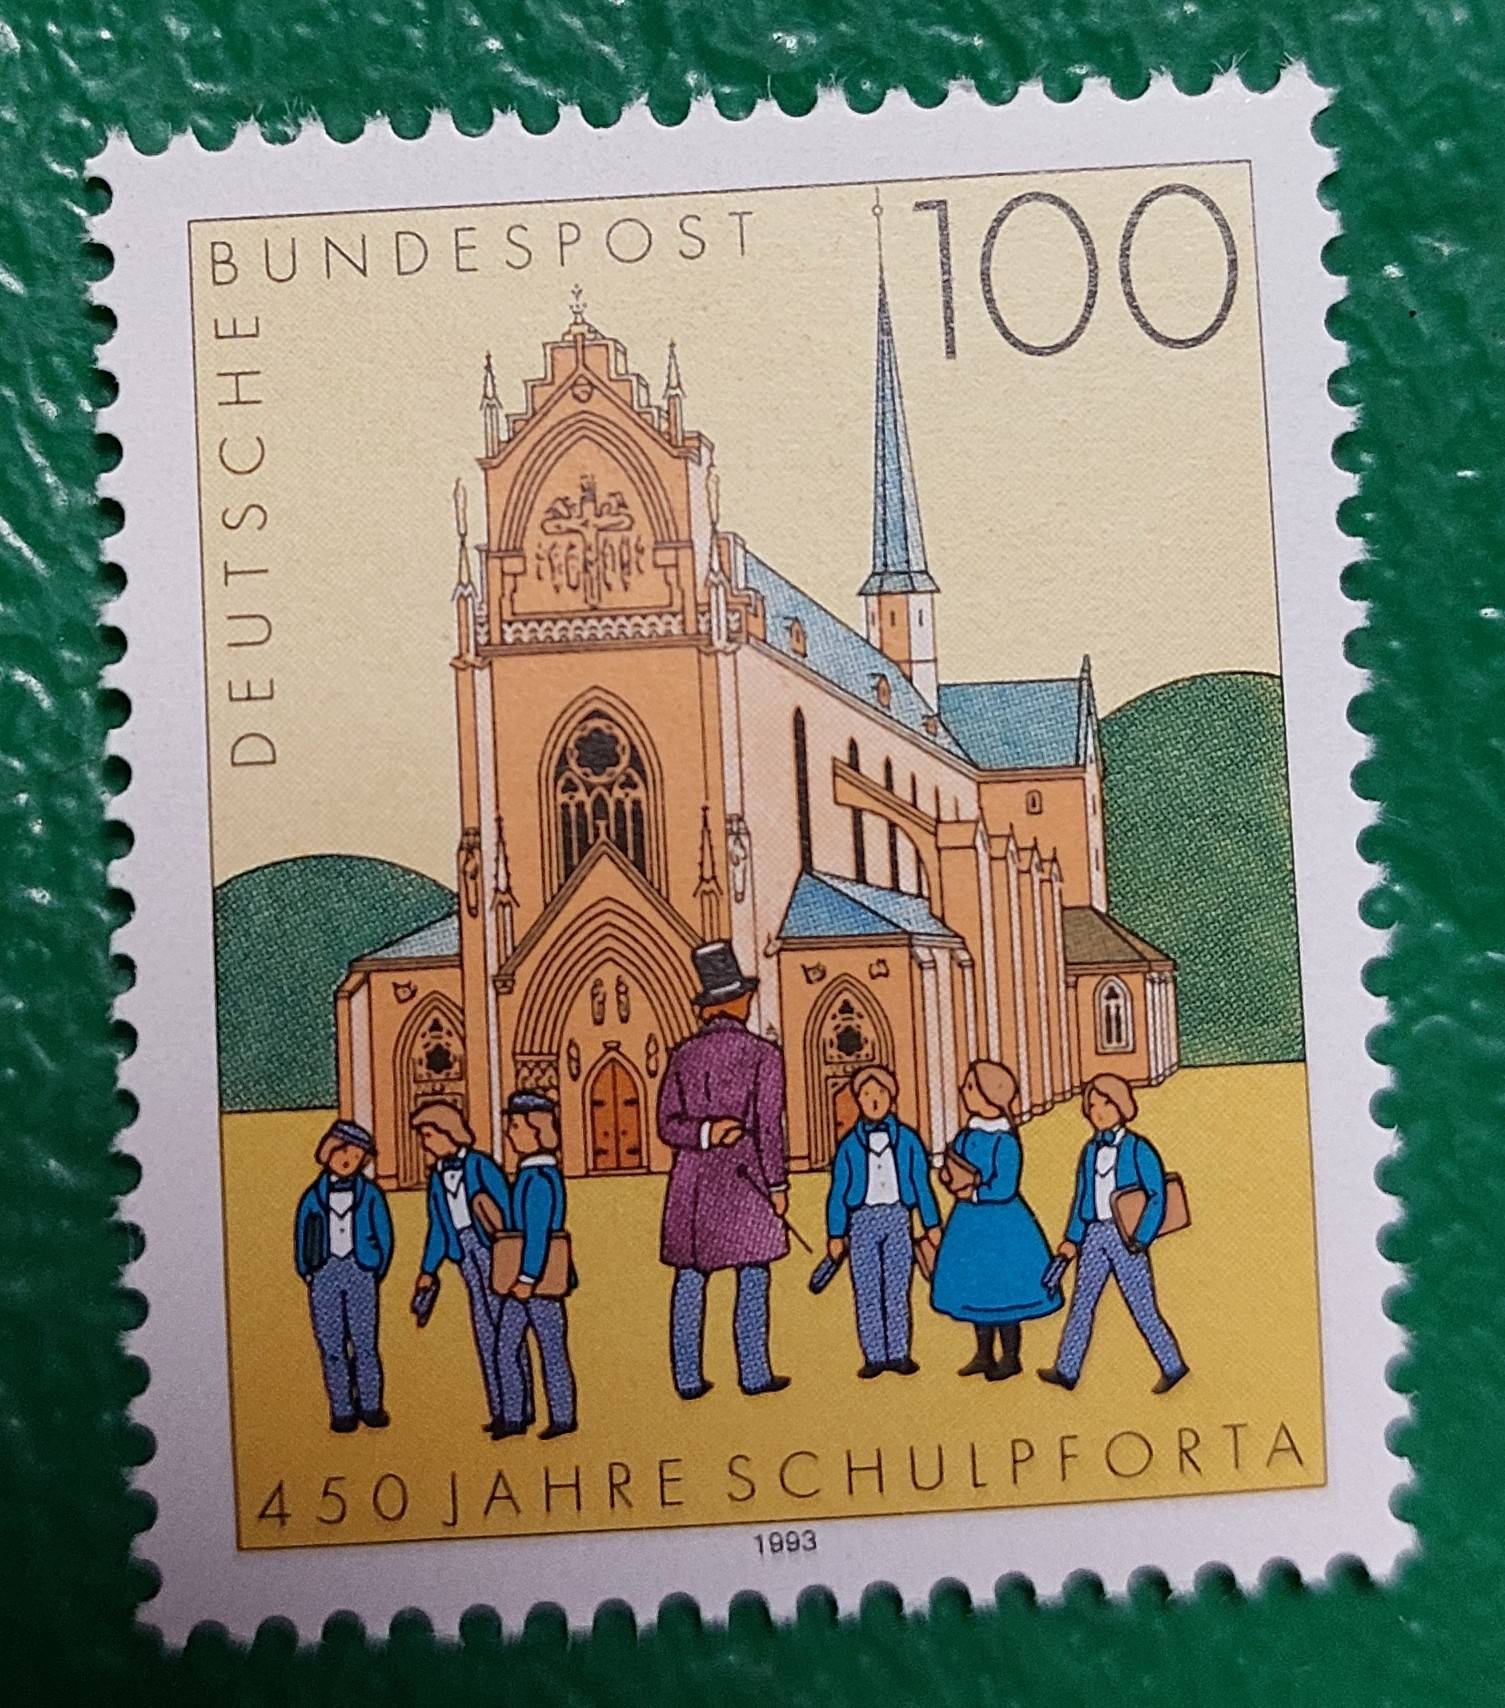 DEUTSCHE
BUNDESPOST
100
450 JAHRE SCHULPFORTA
1993